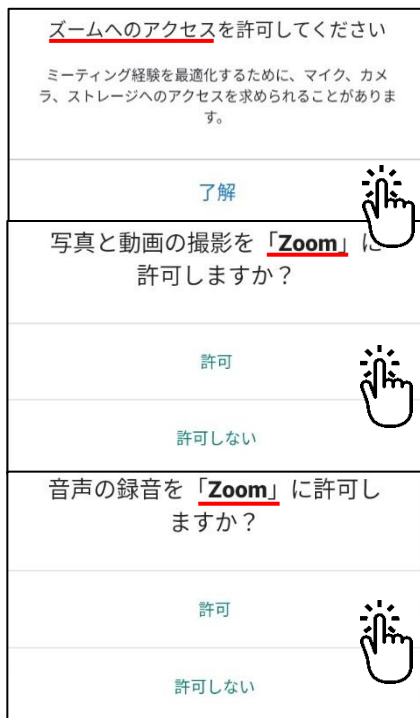 ズームへのアクセスを許可してください
ミーティング経験を最適化するために、マイク、カメ
ラ、ストレージへのアクセスを求められることがありま
す。
了解
写真と動画の撮影を「Zoom」に
許可しますか？
許可
許可しない
音声の録音を「Zoom」に許可し
ますか？
許可
許可しない